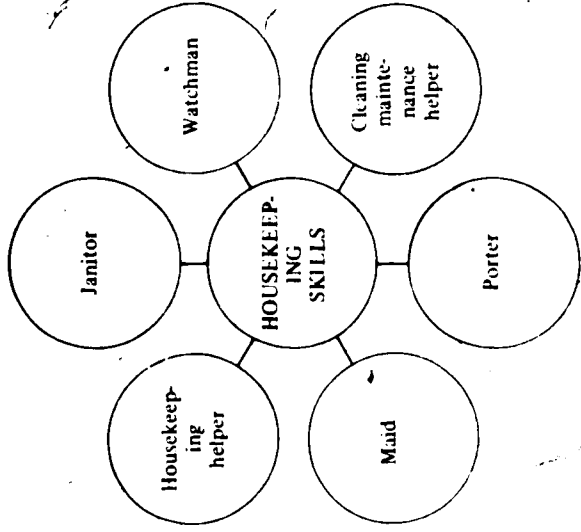 Maid
Housekeep-
ing
helper
Porter
HOUSEKEEP-
ING
SKILLS
Janitor
Cleaning
mainte-
nance
helper
Watchman